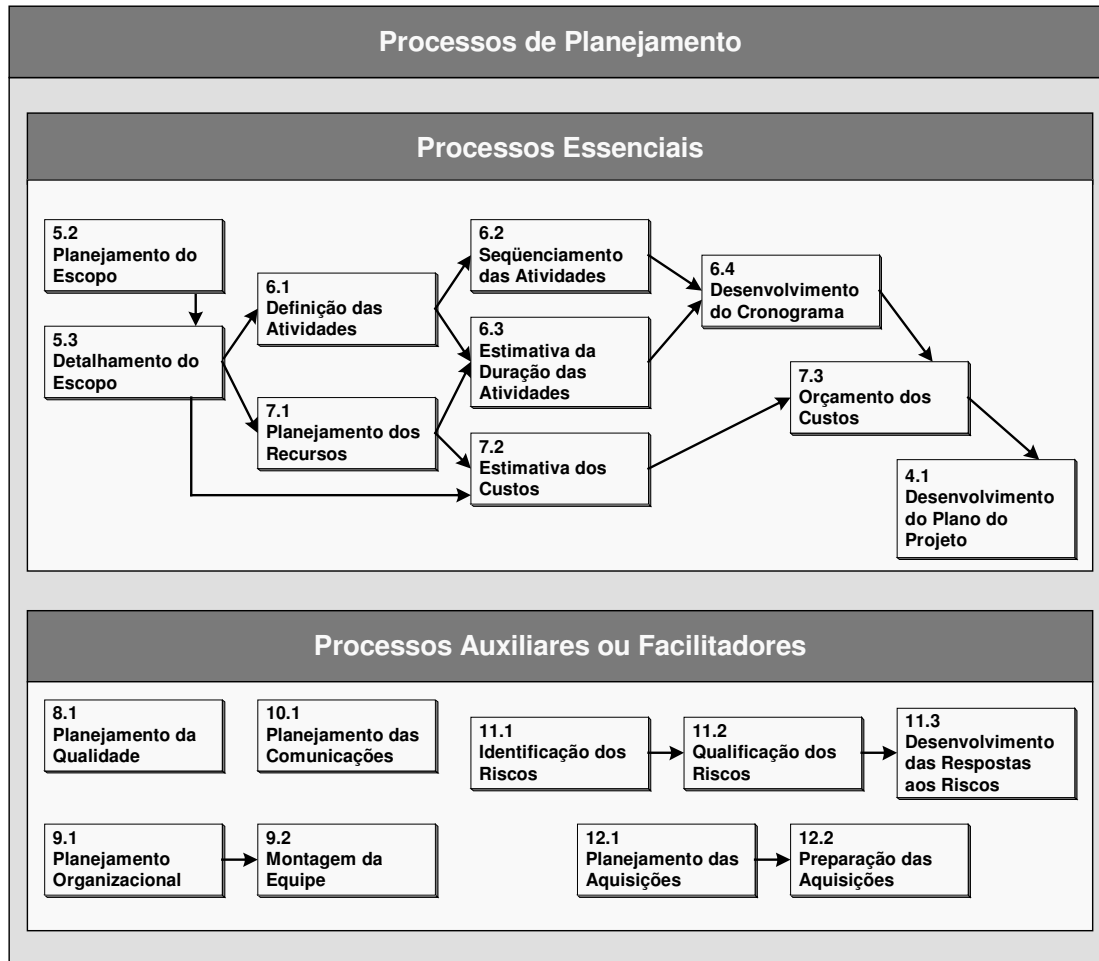 Processos de Planejamento
Processos Essenciais
5.2
Planejamento do
Escopo
5.3
Detalhamento do
Escopo
6.1
Definição das
Atividades
7.1
Planejamento dos
Recursos
6.2
Seqüenciamento
das Atividades
6.3
Estimativa da
Duração das
Atividades
7.2
Estimativa dos
Custos
6.4
Desenvolvimento
do Cronograma
7.3
Orçamento dos
Custos
4.1
Desenvolvimento
do Plano do
Projeto
Processos Auxiliares ou Facilitadores
8.1
Planejamento da
Qualidade
10.1
Planejamento das
Comunicações
11.1
Identificação dos
Riscos
11.2
Qualificação dos
Riscos
11.3
Desenvolvimento
das Respostas
aos Riscos
9.1
Planejamento
Organizacional
9.2
Montagem da
Equipe
12.1
Planejamento das
Aquisições
12.2
Preparação das
Aquisições